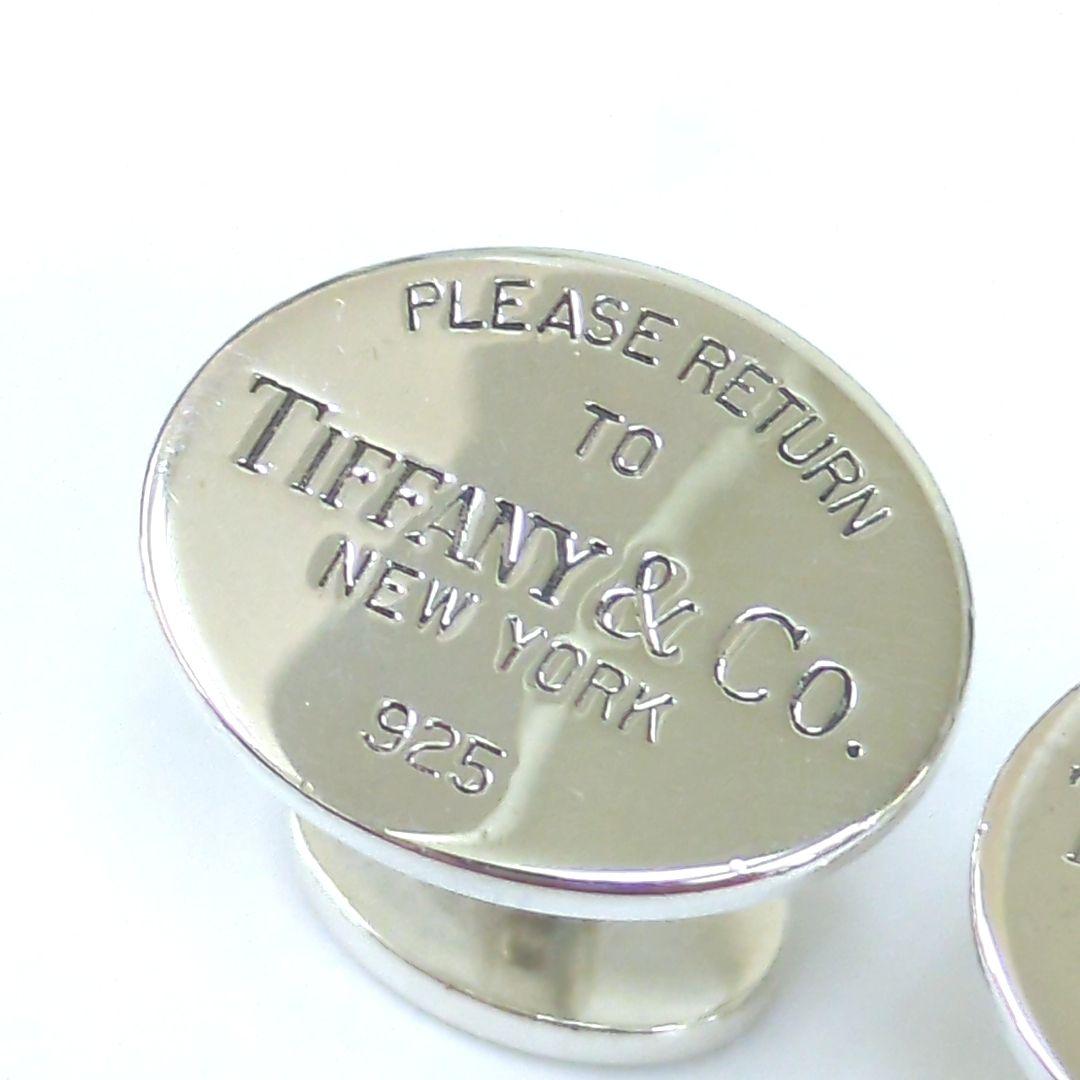 PLEASE RETURN
TO
TIFFANY & CO.
NEW YORK
925